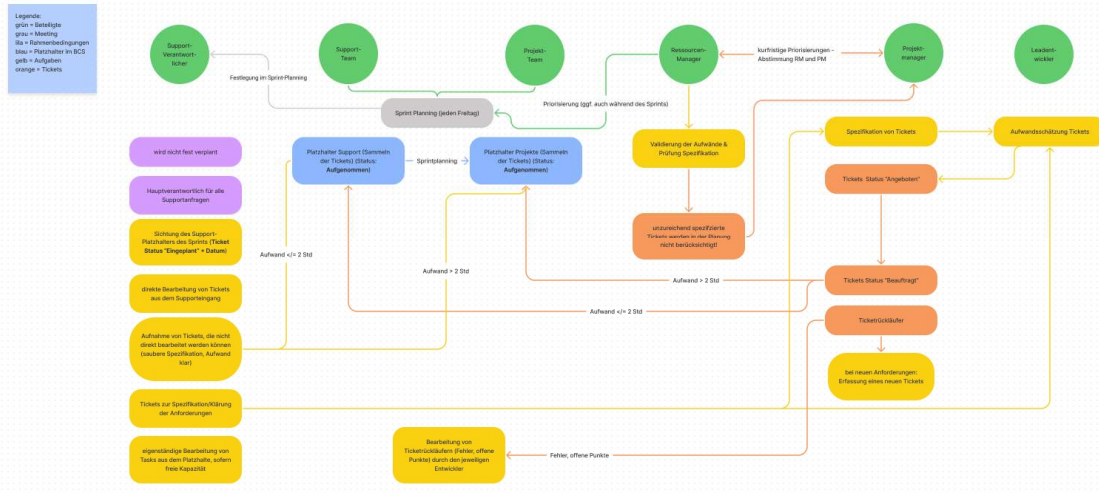 Legende:
grün = Beteiligte
grau = Meeting
lila = Rahmenbedingungen
blau = Platzhalter im BCS
gelb = Aufgaben
orange = Tickets
Support-
Verantwort-
licher
Support-
Team
Projekt-
Team
Ressourcen-
Manager
kurfristige Priorisierungen -
Abstimmung RM und PM
Projekt-
manager
Leadent-
wickler
Festlegung im Sprint-Planning
Sprint Planning (jeden Freitag)
Priorisierung (ggf. auch während des Sprints)
wird nicht fest verplant
Platzhalter Support (Sammeln
der Tickets) (Status:
Aufgenommen)
Sprintplanning
Platzhalter Projekte (Sammeln
der Tickets) (Status:
Aufgenommen)
Validierung der Aufwände &
Prüfung Spezifikation
Spezifikation von Tickets
Aufwandsschätzung Tickets
Hauptverantwortlich für alle
Supportanfragen
Tickets Status "Angeboten"
Sichtung des Support-
Platzhalters des Sprints (Ticket
Status "Eingeplant" + Datum)
unzureichend spezifizierte
Tickets werden in der Planung
nicht berücksichtigt!
Aufwand </= 2 Std
Aufwand > 2 Std
Aufwand > 2 Std
Tickets Status "Beauftragt"
direkte Bearbeitung von Tickets
aus dem Supporteingang
Aufwand </= 2 Std
Ticketrückläufer
Aufnahme von Tickets, die nicht
direkt bearbeitet werden können
(saubere Spezifikation, Aufwand
klar)
bei neuen Anforderungen:
Erfassung eines neuen Tickets
Tickets zur Spezifikation/Klärung
der Anforderungen
eigenständige Bearbeitung von
Tasks aus dem Platzhalte, sofern
freie Kapazität
Bearbeitung von
Ticketrückläufern (Fehler, offene
Punkte) durch den jeweiligen
Entwickler
Fehler, offene Punkte